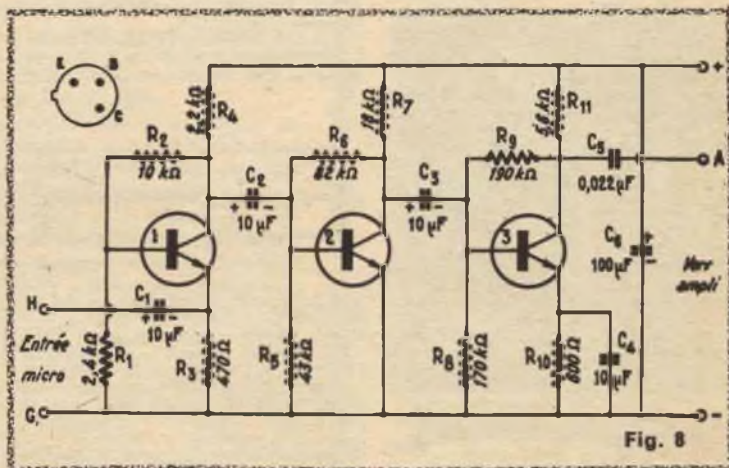 E B
C
+
R4
2,2 kΩ
R7
18 kΩ
R11
5,6 kΩ
R2
10 kΩ
R6
82 kΩ
R9
190 kΩ
C5
0,022 µF
A
C2
+ -
10 µF
C3
+ -
10 µF
1
2
3
C6
+
-
100 µF
Vers
ampli
H
C1
+ -
10 µF
Entrée
micro
R1
2,4 kΩ
R3
470 Ω
R5
43 kΩ
R8
170 kΩ
R10
600 Ω
C4
10 µF
G
-
Fig. 8